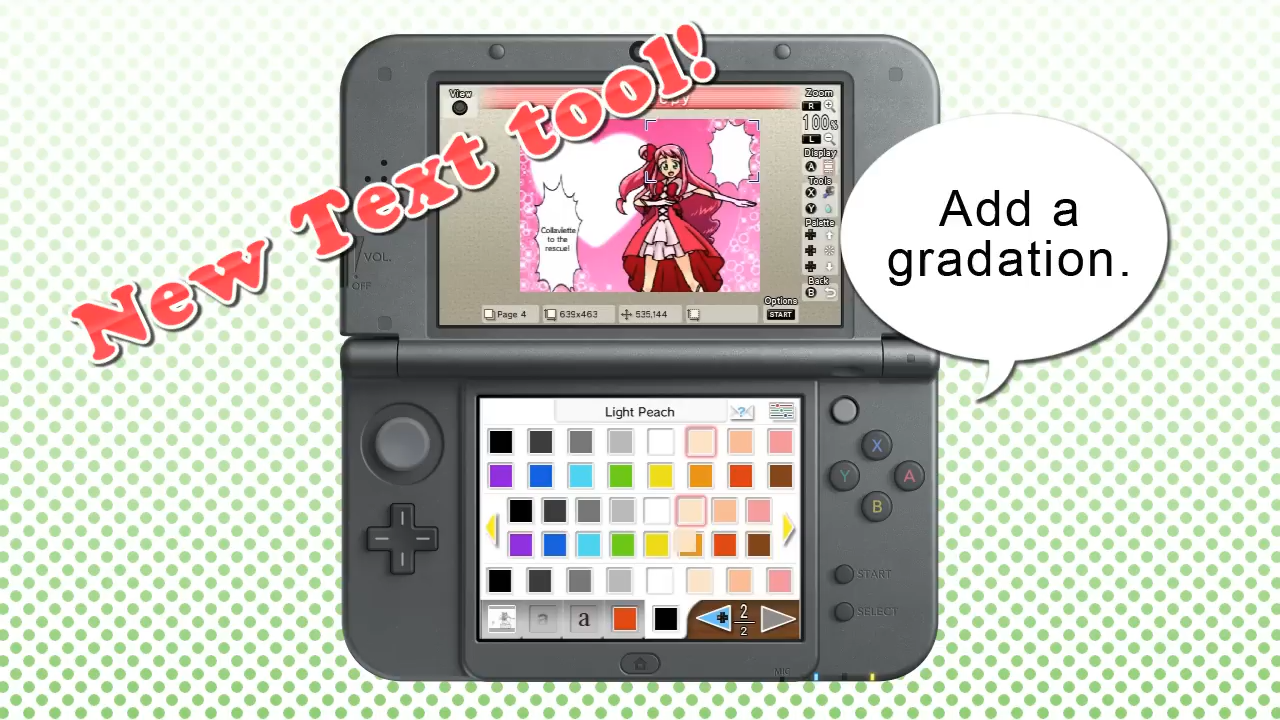 New Text tool!
View
Zoom
R
100%
L
Display
A
Tools
X
Y
Palette
Back
B
Options
START
Collaviette
to the
rescue!
Page 4
639x463
535,144
Add a
gradation.
VOL.
OFF
Light Peach
?
a
a
2
2
X
Y
A
B
START
SELECT
MIC